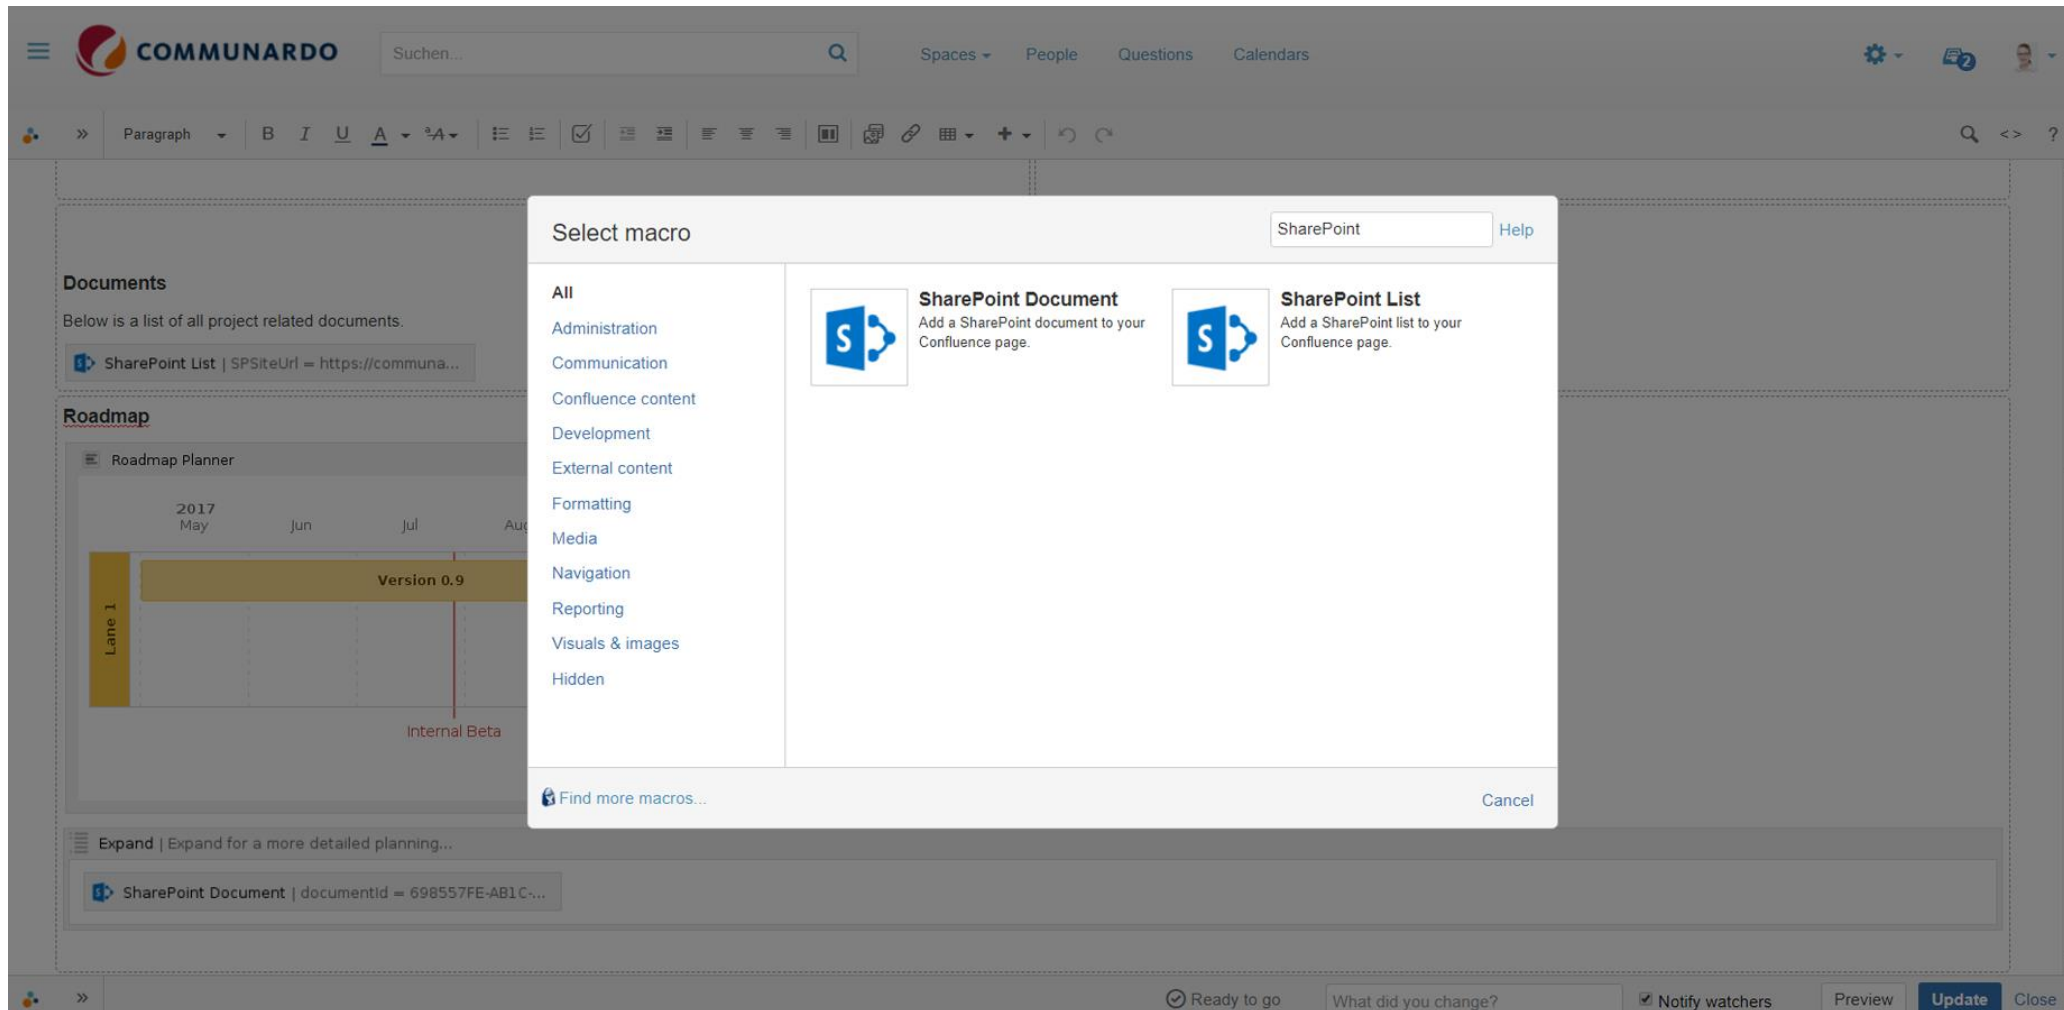 COMMUNARDO
Suchen...
Spaces
People
Questions
Calendars
2
Paragraph
B I U A
<> ?
Documents
Below is a list of all project related documents.
SharePoint List | SPSiteUrl = https://communa...
Roadmap
Roadmap Planner
2017
May Jun Jul Aug
Version 0.9
Lane 1
Internal Beta
Expand | Expand for a more detailed planning...
SharePoint Document | documentId = 698557FE-AB1C-...
Select macro
SharePoint
Help
All
Administration
Communication
Confluence content
Development
External content
Formatting
Media
Navigation
Reporting
Visuals & images
Hidden
SharePoint Document
Add a SharePoint document to your
Confluence page.
SharePoint List
Add a SharePoint list to your
Confluence page.
Find more macros...
Cancel
Ready to go
What did you change?
Notify watchers
Preview
Update
Close